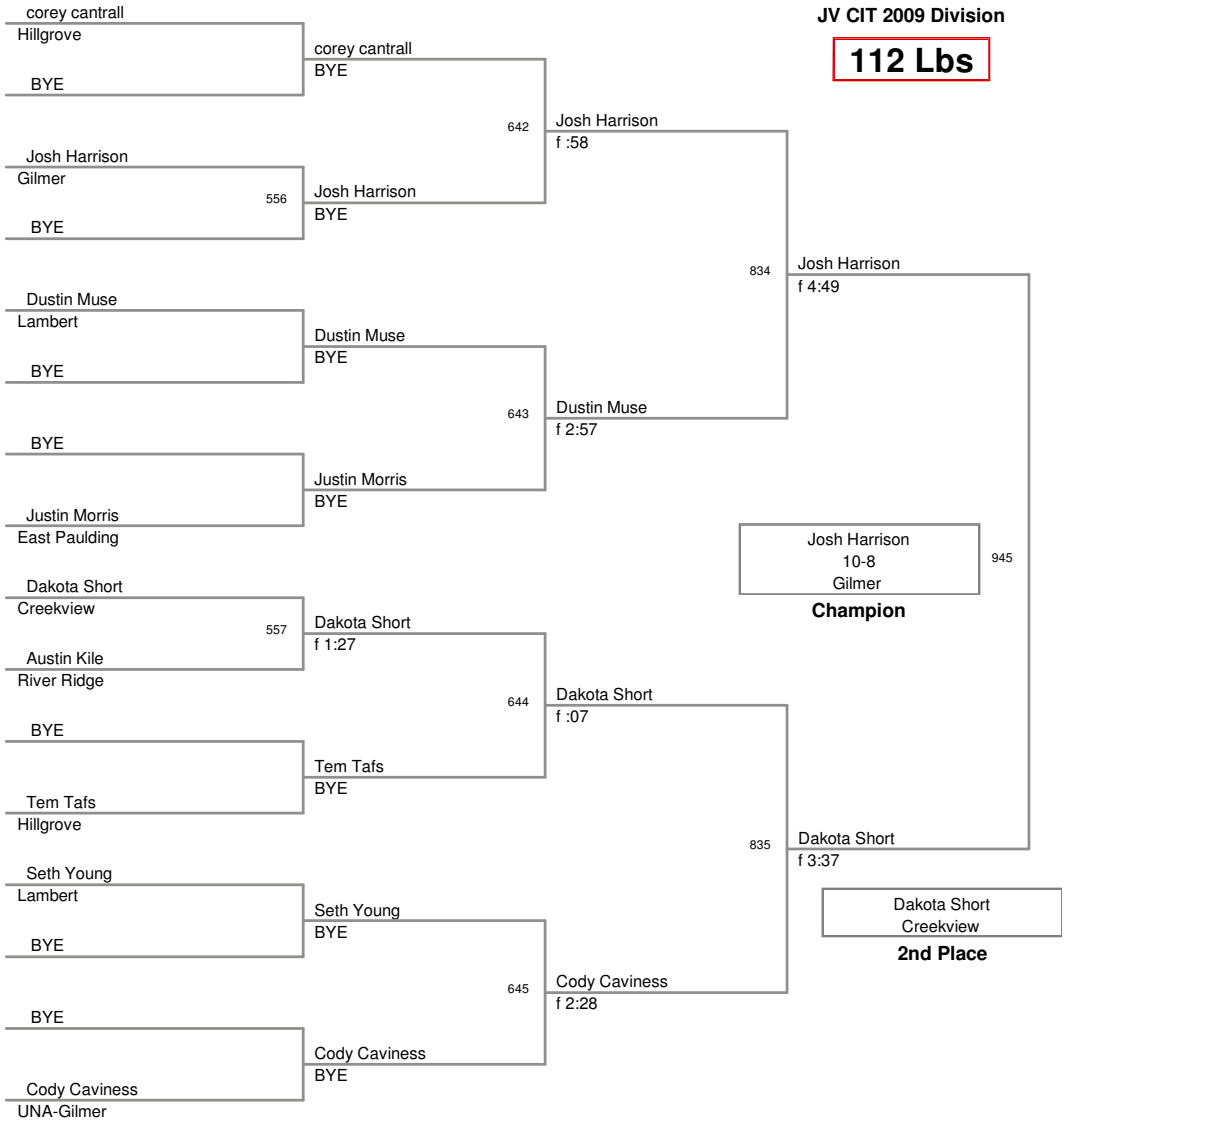 JV CIT 2009 Division
112 Lbs
corey cantrall
Hillgrove
BYE
Josh Harrison
Gilmer
556
BYE
Dustin Muse
Lambert
BYE
BYE
Justin Morris
East Paulding
Dakota Short
Creekview
557
Austin Kile
River Ridge
BYE
Tem Tafs
Hillgrove
Seth Young
Lambert
BYE
BYE
Cody Caviness
UNA-Gilmer
corey cantrall
BYE
642
Josh Harrison
BYE
Dustin Muse
BYE
643
Justin Morris
BYE
Dakota Short
f 1:27
644
Tem Tafs
BYE
Seth Young
BYE
645
Cody Caviness
BYE
Josh Harrison
f :58
834
Dustin Muse
f 2:57
Dakota Short
f :07
835
Cody Caviness
f 2:28
Josh Harrison
f 4:49
Josh Harrison
10-8
Gilmer
945
Champion
Dakota Short
f 3:37
Dakota Short
Creekview
2nd Place